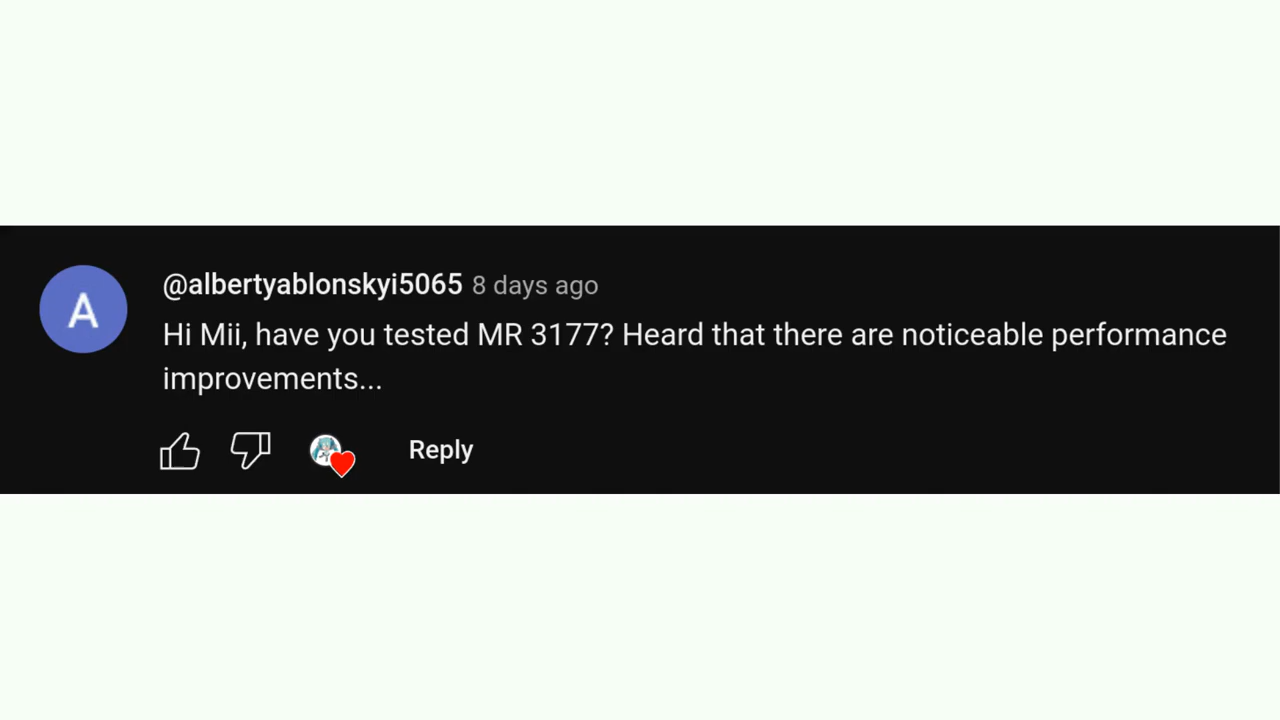 @albertyablonskyi5065 8 days ago
Hi Mii, have you tested MR 3177? Heard that there are noticeable performance
improvements...
Reply
A